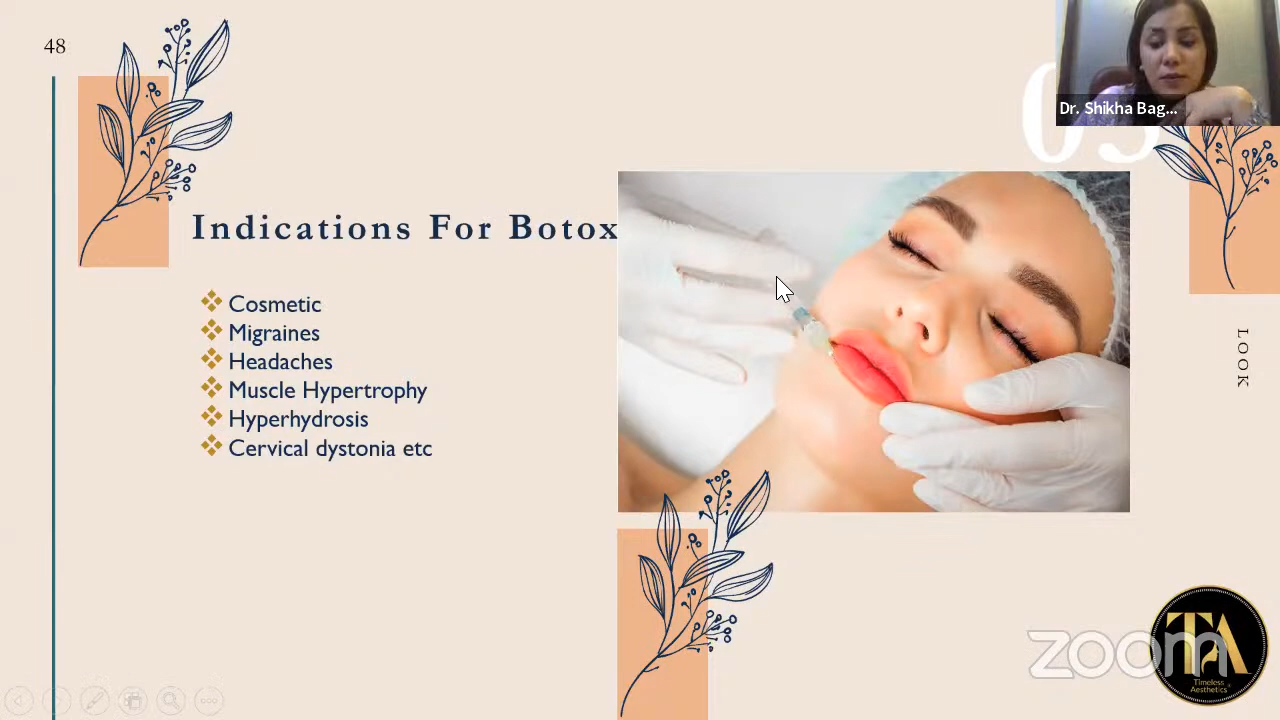 48
Dr. Shikha Bag...
03
Indications For Botox
Cosmetic
Migraines
Headaches
Muscle Hypertrophy
Hyperhydrosis
Cervical dystonia etc
LOOK
zoom
TA
Timeless
Aesthetics